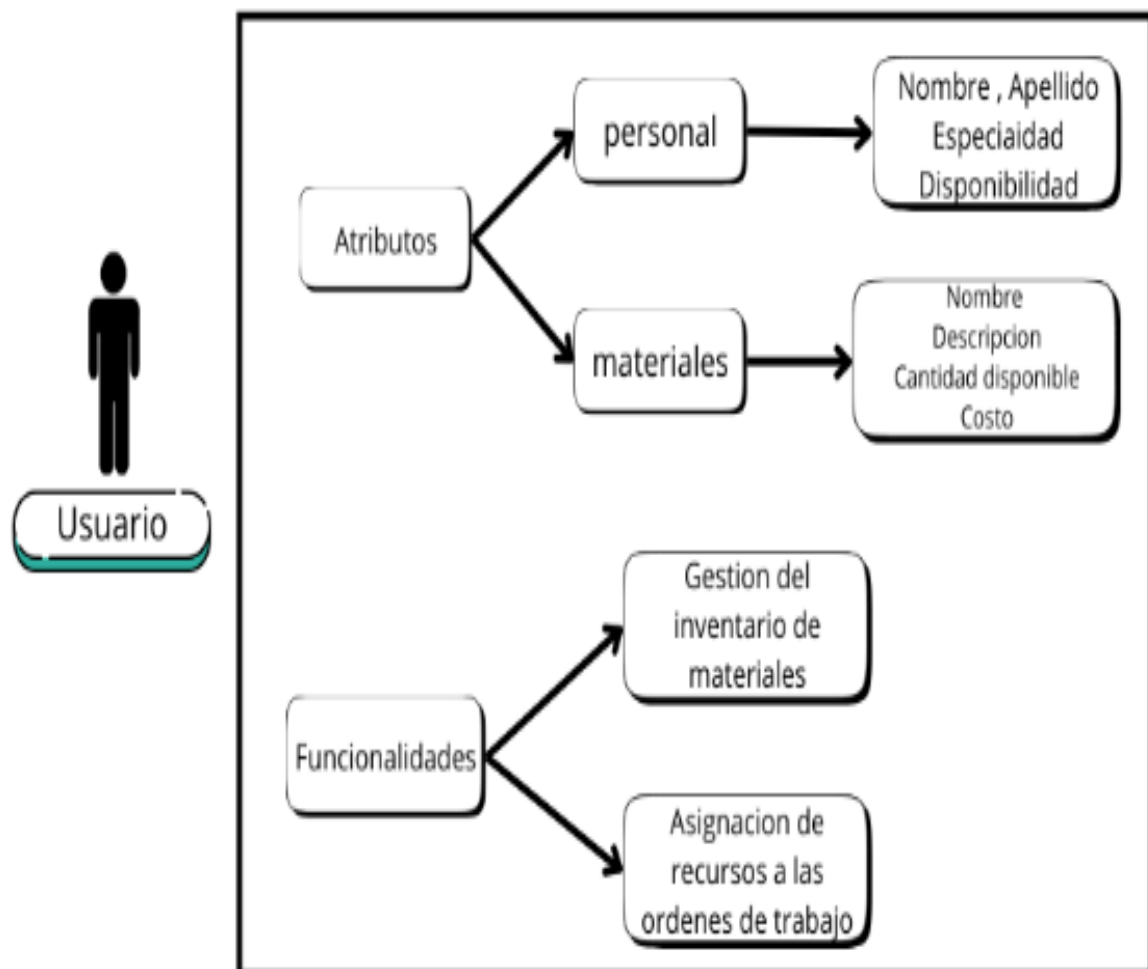 Usuario
Atributos
personal
Nombre , Apellido
Especiaidad
Disponibilidad
materiales
Nombre
Descripcion
Cantidad disponible
Costo
Funcionalidades
Gestion del
inventario de
materiales
Asignacion de
recursos a las
ordenes de trabajo